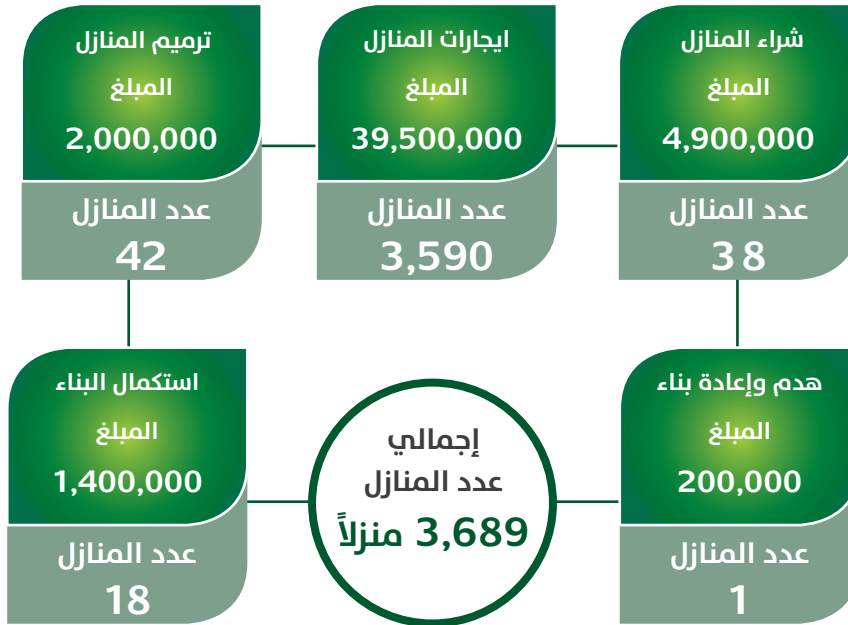 شراء المنازل
المبلغ
4,900,000
عدد المنازل
38
ايجارات المنازل
المبلغ
39,500,000
عدد المنازل
3,590
ترميم المنازل
المبلغ
2,000,000
عدد المنازل
42
هدم وإعادة بناء
المبلغ
200,000
عدد المنازل
1
إجمالي
عدد المنازل
3,689 منزلاً
استكمال البناء
المبلغ
1,400,000
عدد المنازل
18